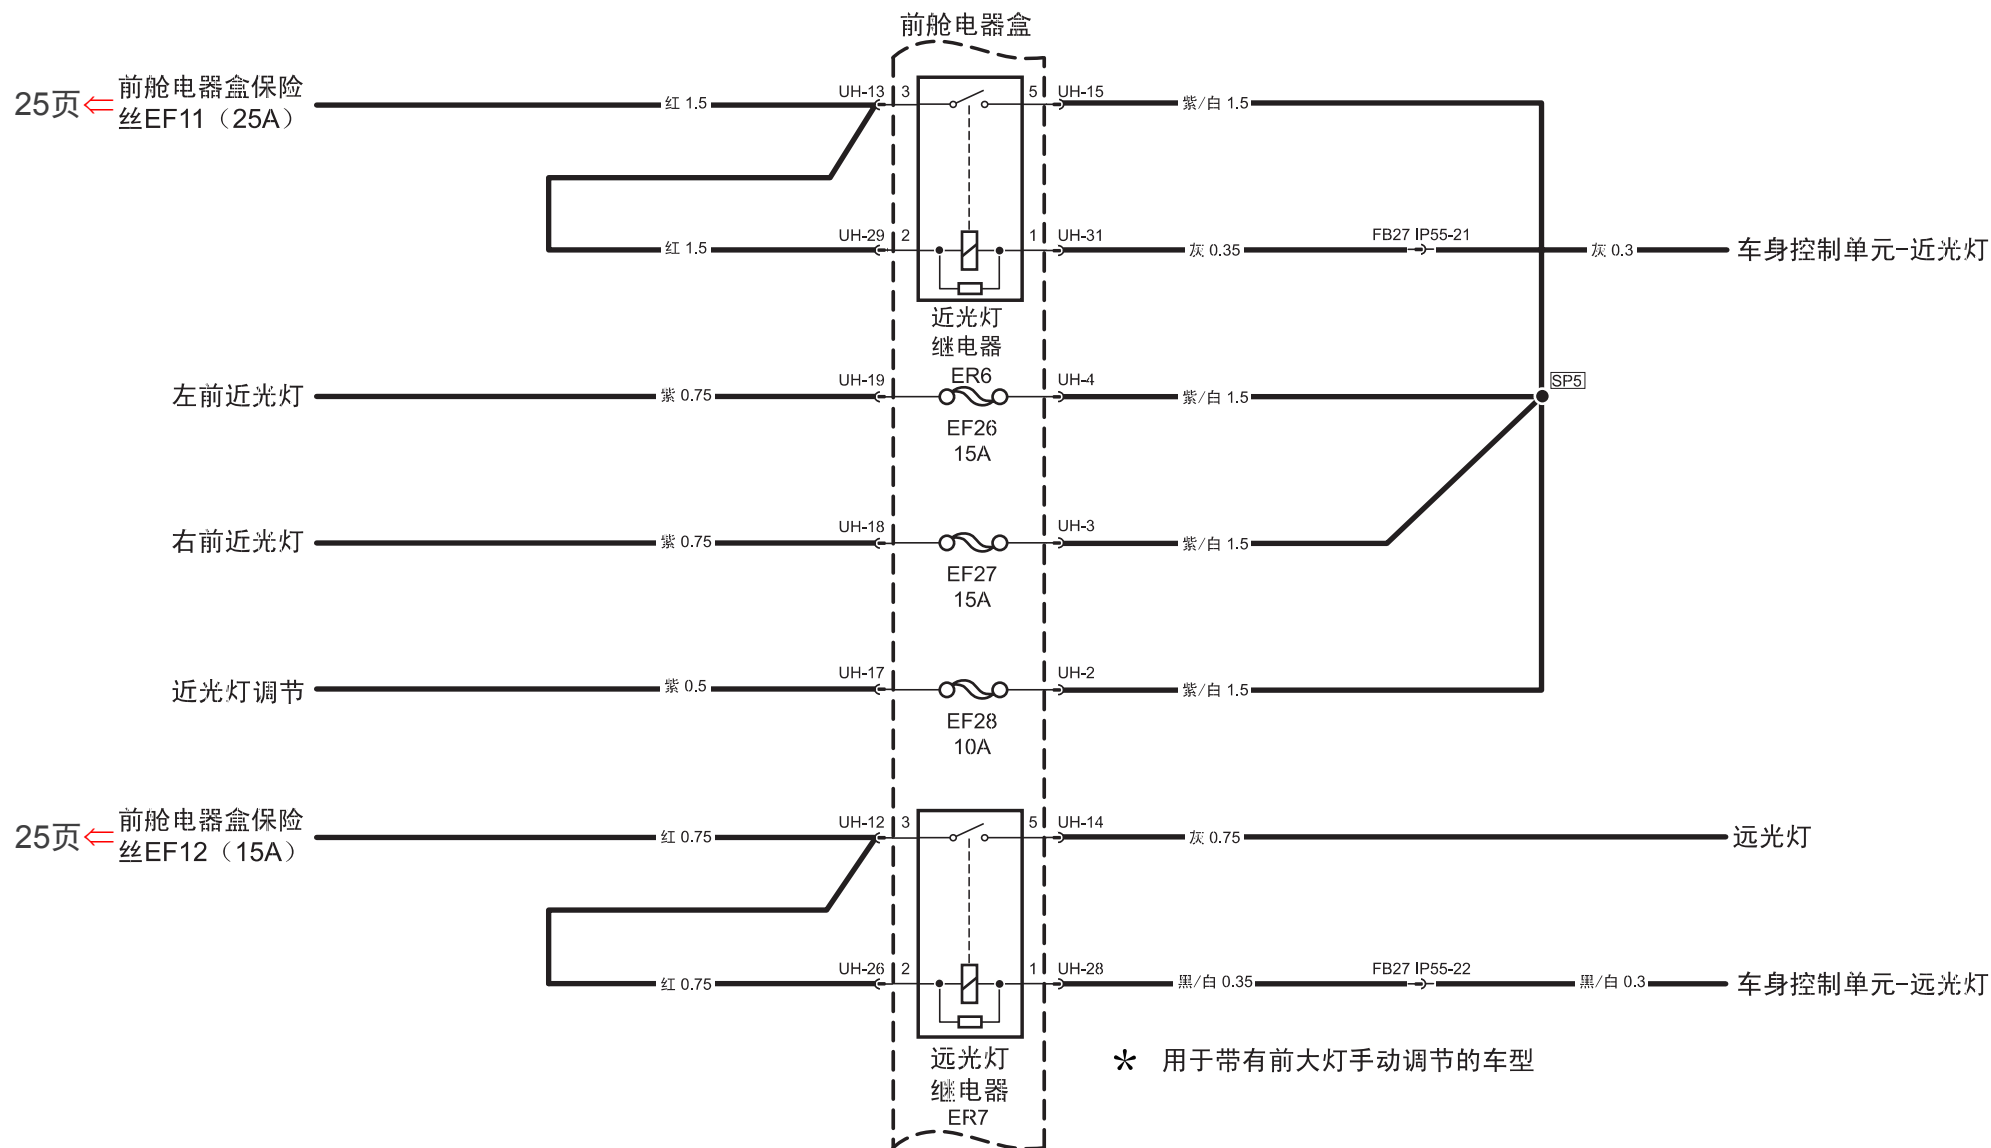 前舱电器盒
25页
前舱电器盒保险
丝EF11（25A）
红 1.5
UH-13
3
5
UH-15
紫/白 1.5
红 1.5
UH-29
2
1
UH-31
灰 0.35
FB27 IP55-21
灰 0.3
车身控制单元-近光灯
近光灯
继电器
ER6
左前近光灯
紫 0.75
UH-19
UH-4
紫/白 1.5
SP5
EF26
15A
右前近光灯
紫 0.75
UH-18
UH-3
紫/白 1.5
EF27
15A
近光灯调节
紫 0.5
UH-17
UH-2
紫/白 1.5
EF28
10A
25页
前舱电器盒保险
丝EF12（15A）
红 0.75
UH-12
3
5
UH-14
灰 0.75
远光灯
红 0.75
UH-26
2
1
UH-28
黑/白 0.35
FB27 IP55-22
黑/白 0.3
车身控制单元-远光灯
远光灯
继电器
ER7
* 用于带有前大灯手动调节的车型